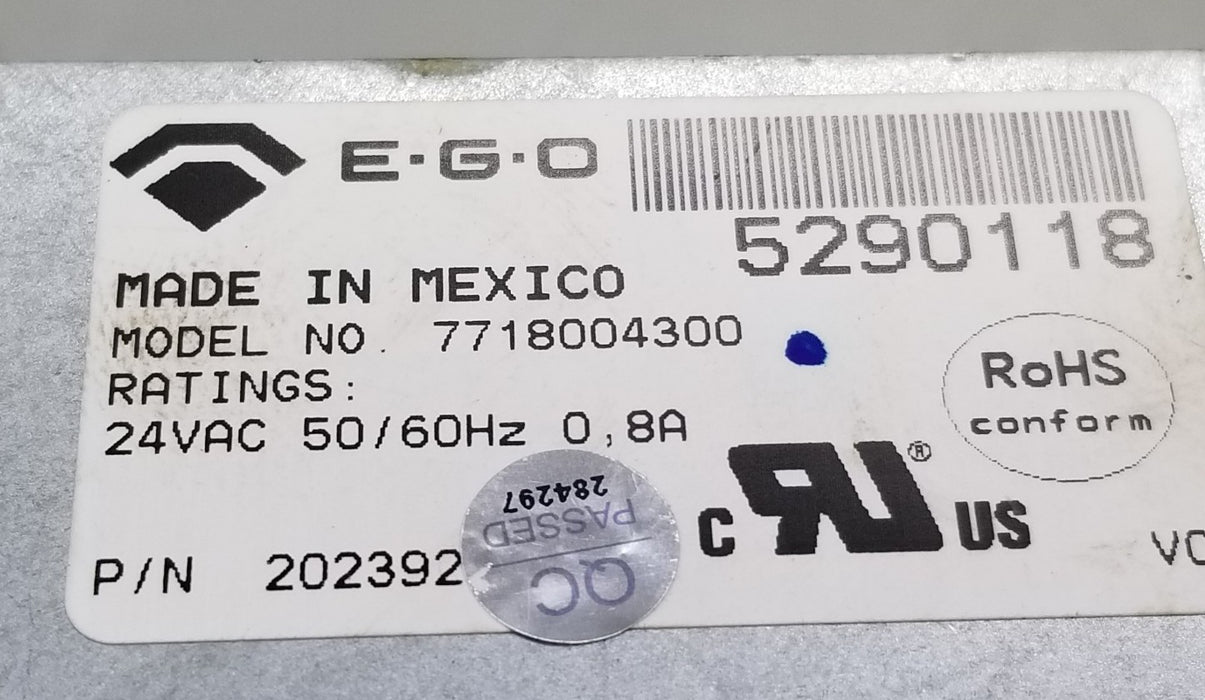 E·G·O
5290118
MADE IN MEXICO
MODEL NO. 7718004300
RATINGS:
24VAC 50/60Hz 0,8A
RoHS
conform
c RU® US
P/N 202392
QC
PASSED
284297